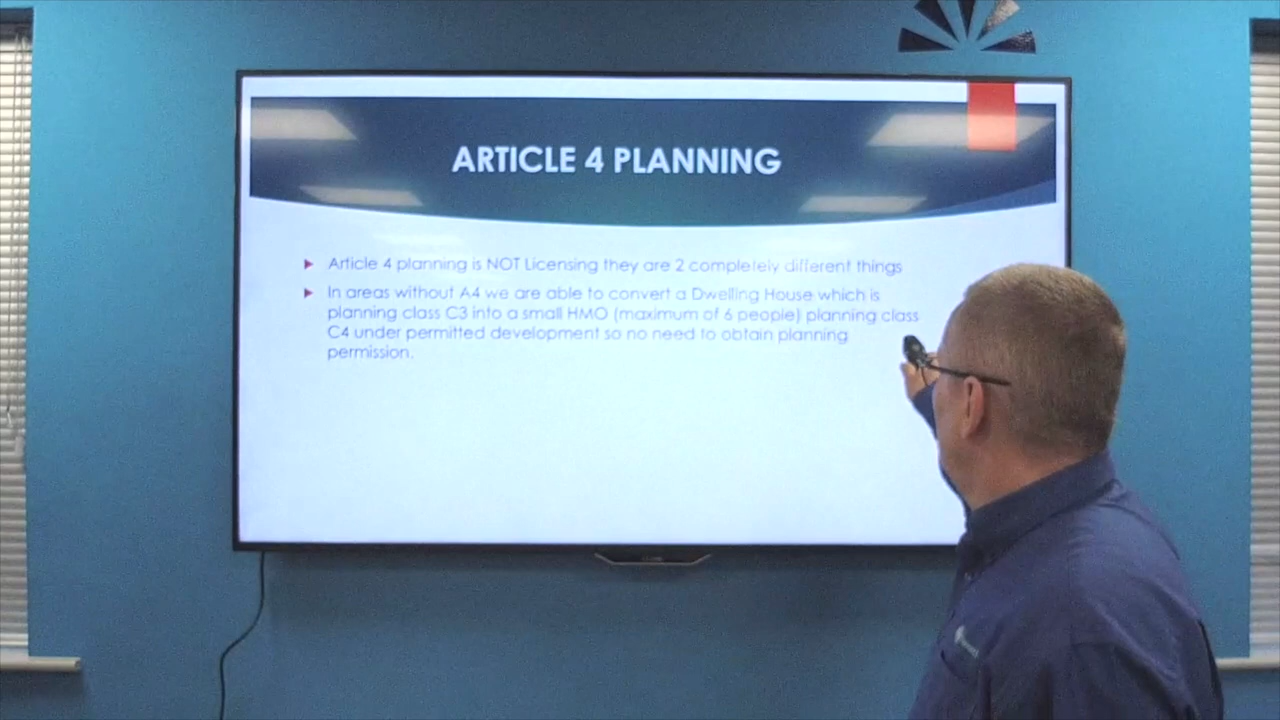 ARTICLE 4 PLANNING
Article 4 planning is NOT Licensing they are 2 completely different things
In areas without A4 we are able to convert a Dwelling House which is
planning class C3 into a small HMO (maximum of 6 people) planning class
C4 under permitted development so no need to obtain planning
permission.